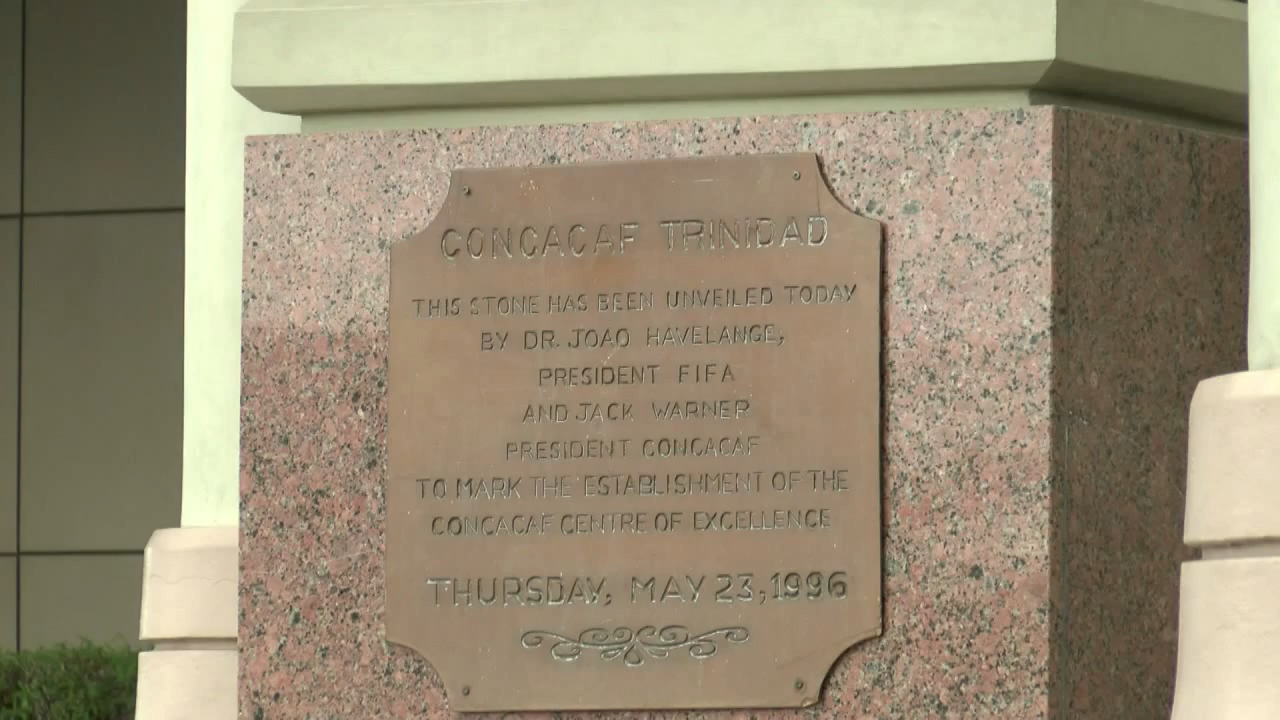 CONCACAF TRINIDAD
THIS STONE HAS BEEN UNVEILED TODAY
BY DR. JOAO HAVELANGE,
PRESIDENT FIFA
AND JACK WARNER
PRESIDENT CONCACAF
TO MARK THE ESTABLISHMENT OF THE
CONCACAF CENTRE OF EXCELLENCE
THURSDAY, MAY 23, 1996